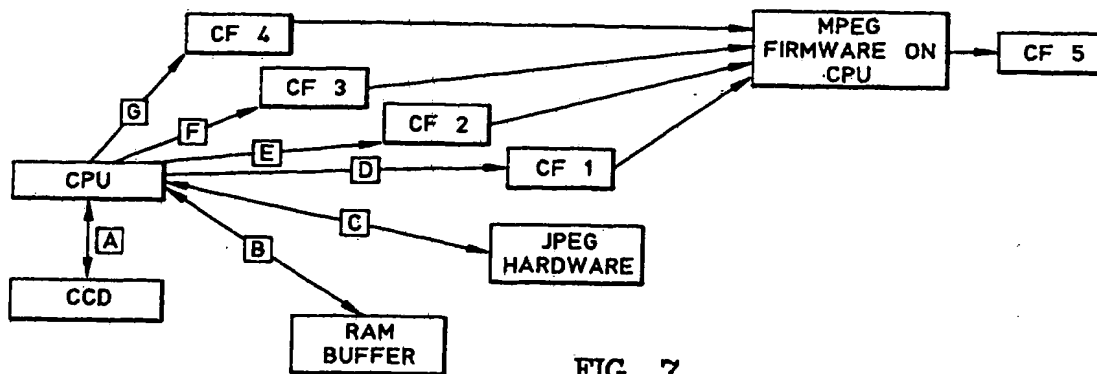 CF 4
MPEG
FIRMWARE ON
CPU
CF 5
CF 3
G
CF 2
F
E
CF 1
D
CPU
C
A
B
JPEG
HARDWARE
CCD
RAM
BUFFER
FIG. 7